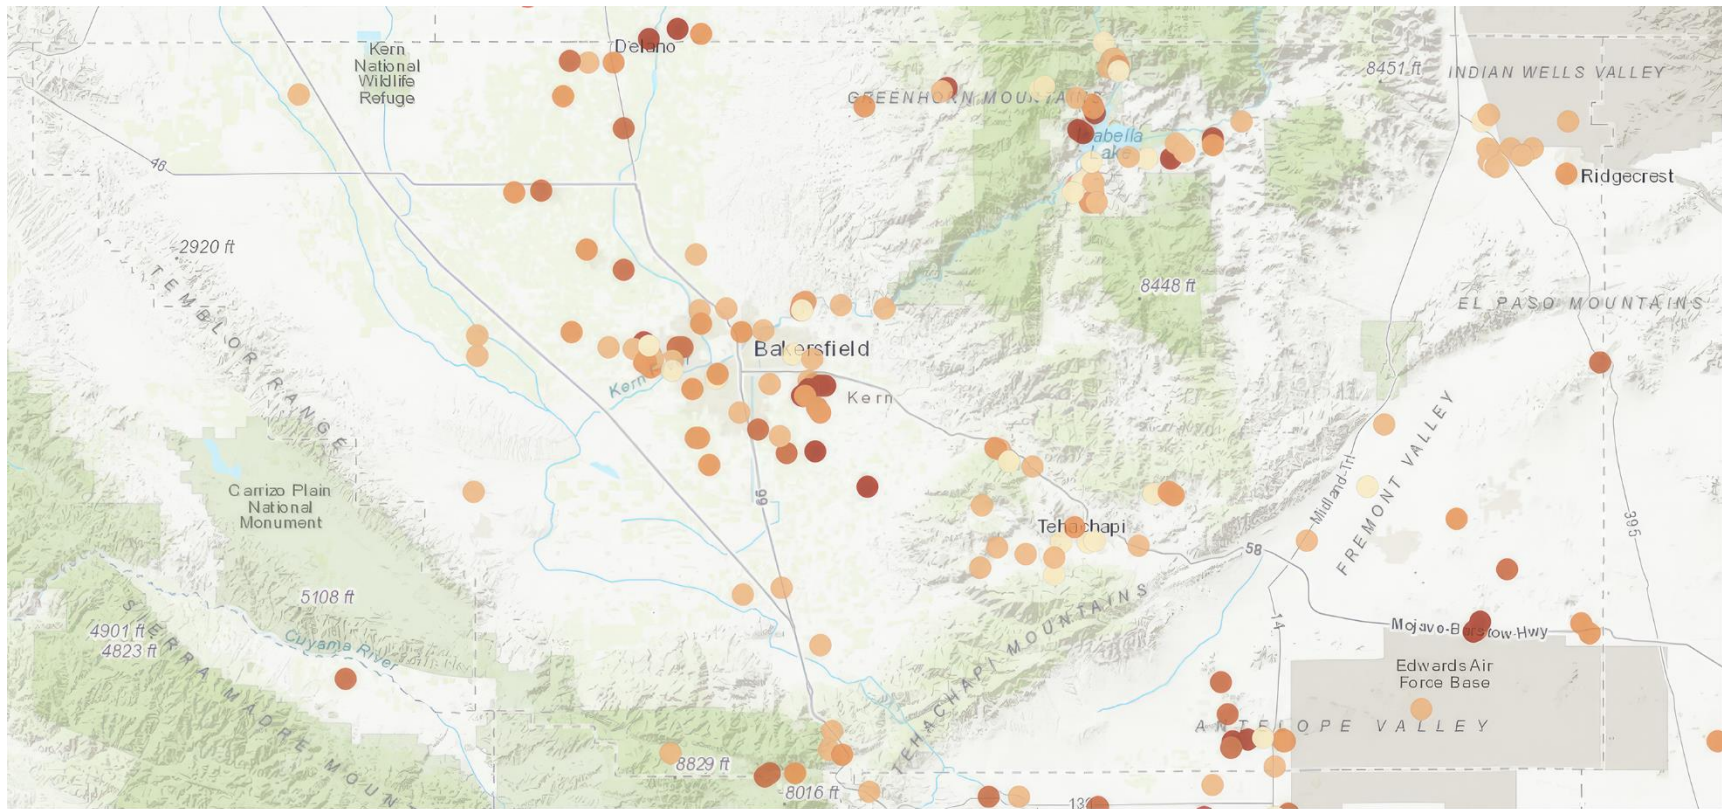 Delano
Kern
National
Wildlife
Refuge
8451 ft
INDIAN WELLS VALLEY
GREENHORN MOUNTAINS
Isabella
Lake
46
Ridgecrest
2920 ft
TEMBLOR RANGE
8448 ft
EL PASO MOUNTAINS
Bakersfield
Kern
Kern
Carrizo Plain
National
Monument
99
Midland-Trl
FREMONT VALLEY
395
Tehachapi
58
5108 ft
4901 ft
4823 ft
SIERRA MADRE MOUNT
Cuyama River
TEHACHAPI MOUNTAINS
14
Mojave-Barstow-Hwy
Edwards Air
Force Base
ANTELOPE VALLEY
8829 ft
8016 ft
138